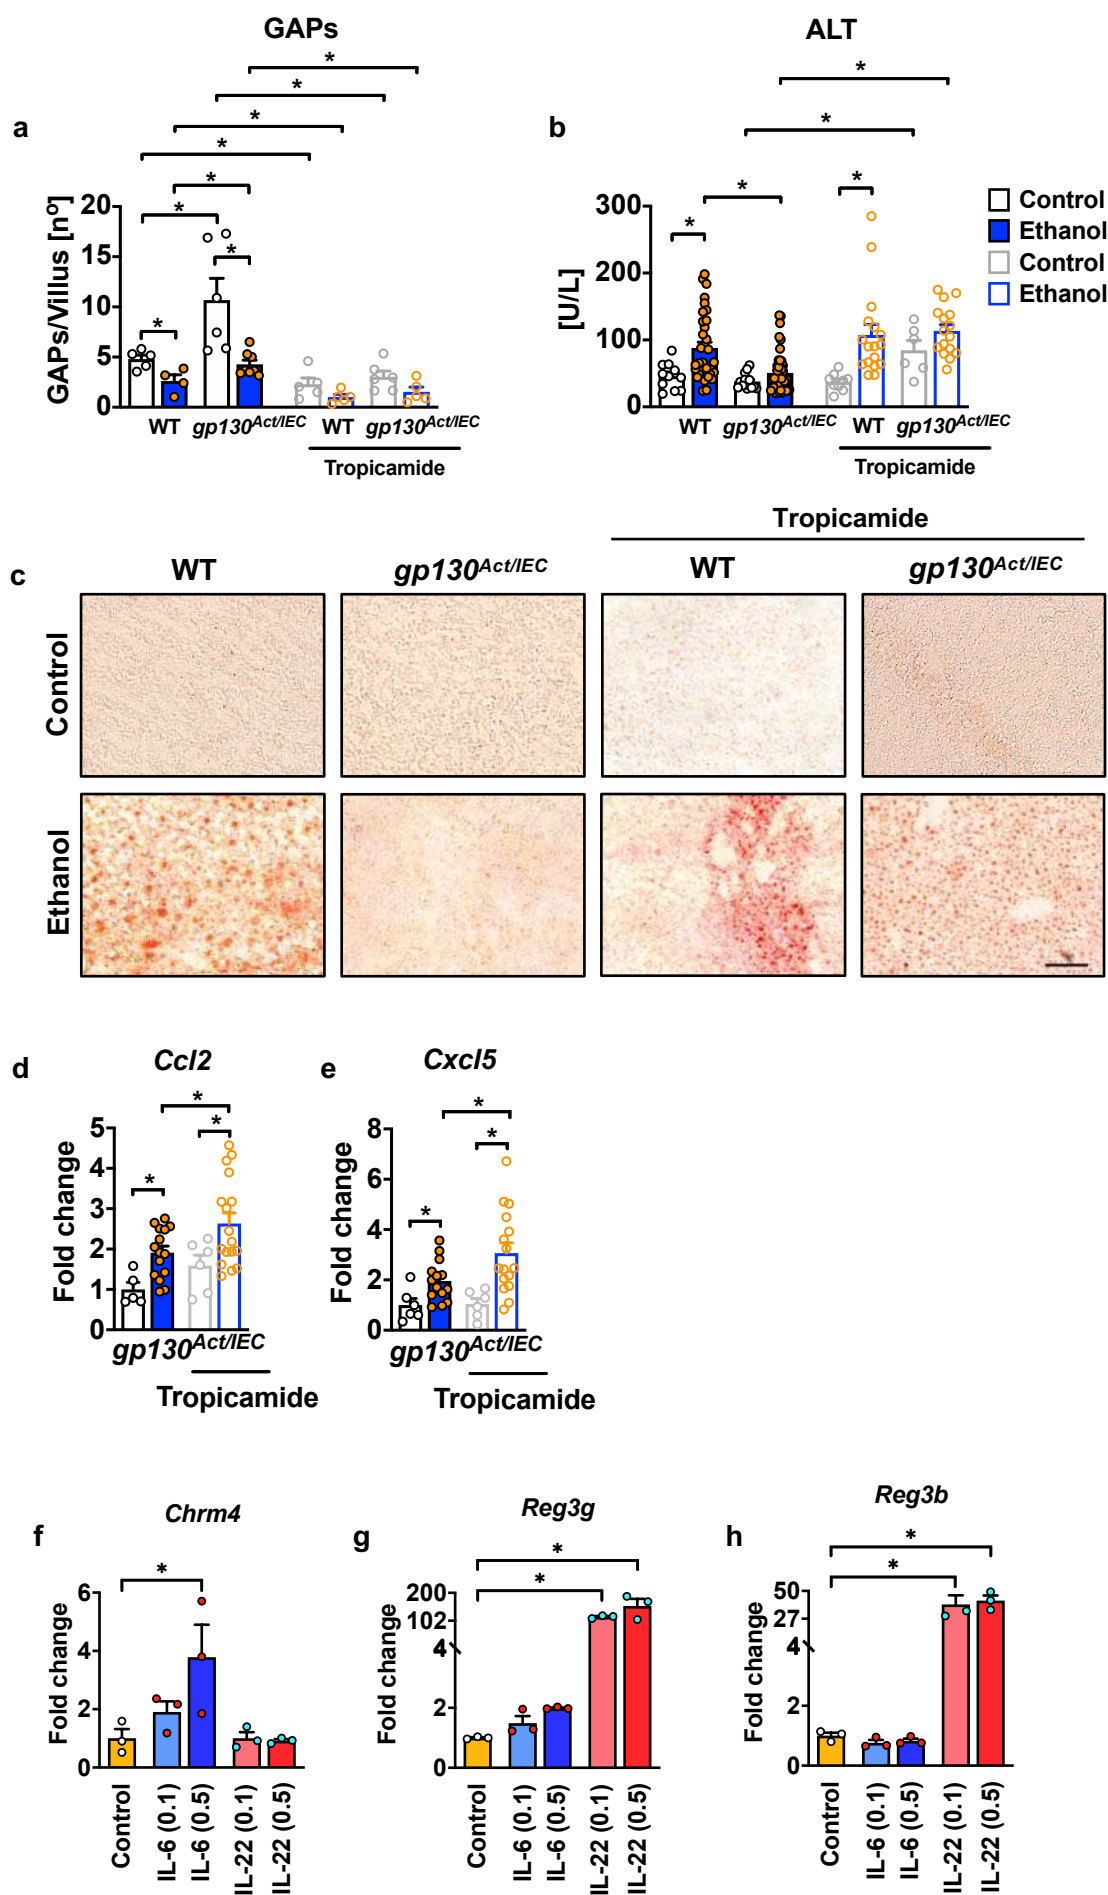 GAPs
ALT
*
*
*
*
*
*
*
*
*
*
*
*
*
*
a
b
GAPs/Villus [nº]
20
15
10
5
0
WT
gp130Act/IEC
WT
gp130Act/IEC
Tropicamide
[U/L]
300
200
100
0
WT
gp130Act/IEC
WT
gp130Act/IEC
Tropicamide
Control
Ethanol
Control
Ethanol
Tropicamide
c
WT
gp130Act/IEC
WT
gp130Act/IEC
Control
Ethanol
d
Ccl2
*
*
*
Fold change
5
4
3
2
1
0
gp130Act/IEC
Tropicamide
e
Cxcl5
*
*
*
Fold change
8
6
4
2
0
gp130Act/IEC
Tropicamide
f
Chrm4
*
Fold change
6
4
2
0
Control
IL-6 (0.1)
IL-6 (0.5)
IL-22 (0.1)
IL-22 (0.5)
g
Reg3g
*
*
Fold change
200
102
4
2
0
Control
IL-6 (0.1)
IL-6 (0.5)
IL-22 (0.1)
IL-22 (0.5)
h
Reg3b
*
*
Fold change
50
27
4
2
0
Control
IL-6 (0.1)
IL-6 (0.5)
IL-22 (0.1)
IL-22 (0.5)